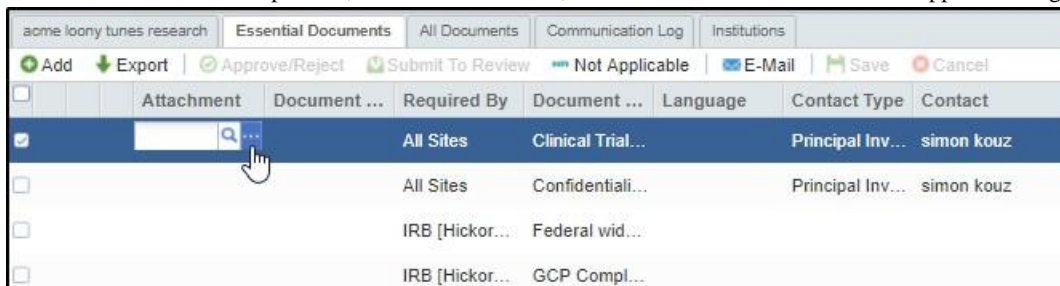 acme loony tunes research Essential Documents All Documents Communication Log Institutions
Add Export Approve/Reject Submit To Review Not Applicable E-Mail Save Cancel
Attachment Document ... Required By Document ... Language Contact Type Contact
... All Sites Clinical Trial... Principal Inv... simon kouz
All Sites Confidentiali... Principal Inv... simon kouz
IRB [Hickor... Federal wid...
IRB [Hickor... GCP Compl...